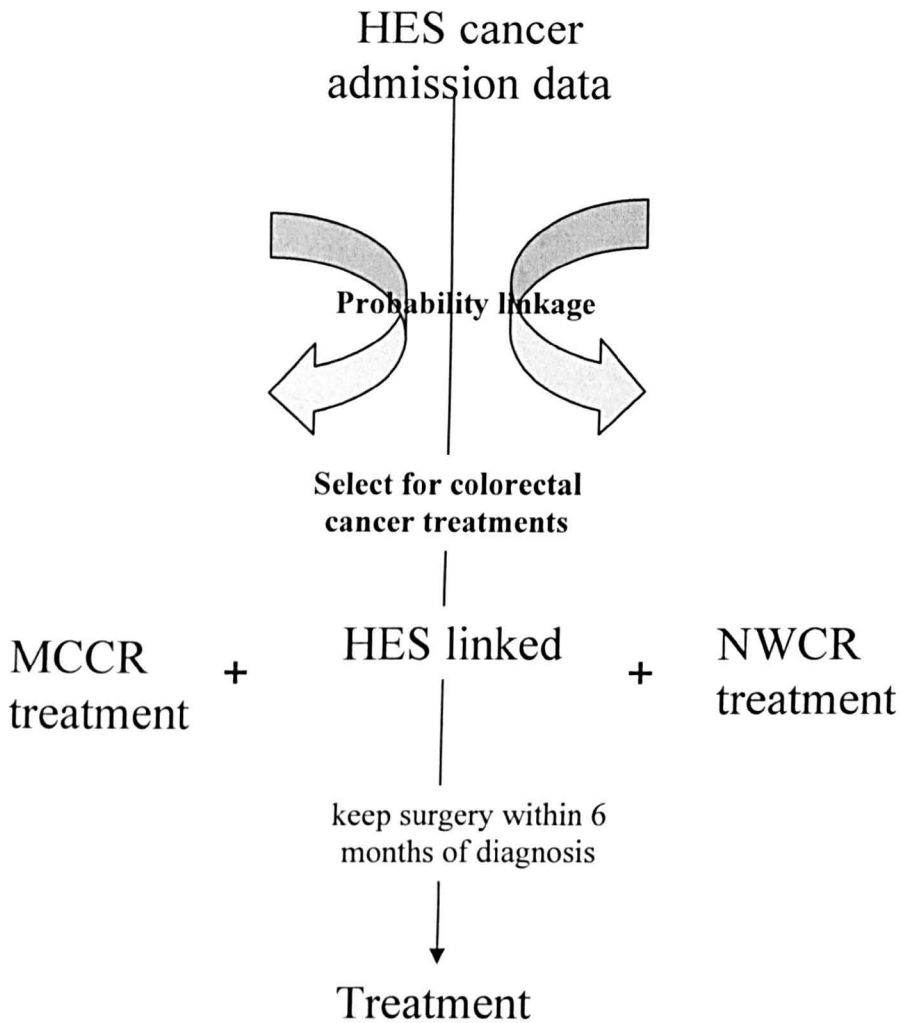 HES cancer
admission data
Probability linkage
Select for colorectal
cancer treatments
MCCR
treatment
+
HES linked
+
NWCR
treatment
keep surgery within 6
months of diagnosis
Treatment